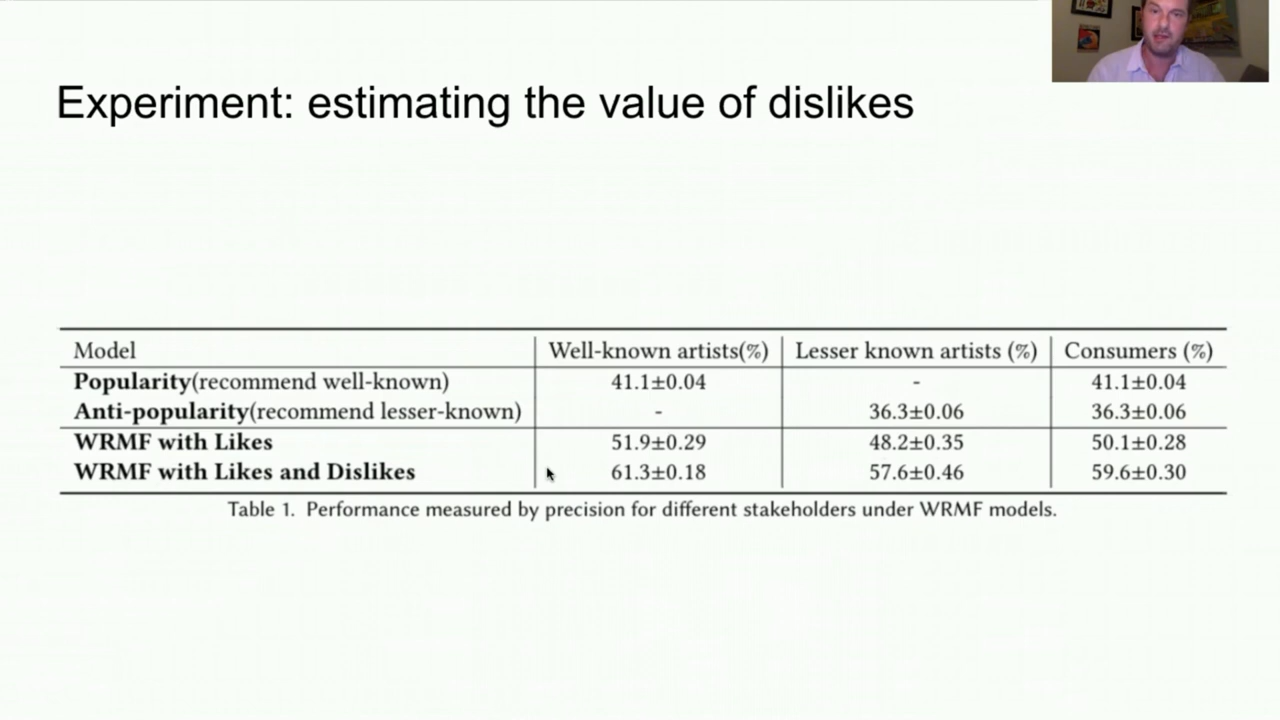 Experiment: estimating the value of dislikes
Model Well-known artists(%) Lesser known artists (%) Consumers (%)
Popularity(recommend well-known) 41.1±0.04 - 41.1±0.04
Anti-popularity(recommend lesser-known) - 36.3±0.06 36.3±0.06
WRMF with Likes 51.9±0.29 48.2±0.35 50.1±0.28
WRMF with Likes and Dislikes 61.3±0.18 57.6±0.46 59.6±0.30
Table 1. Performance measured by precision for different stakeholders under WRMF models.